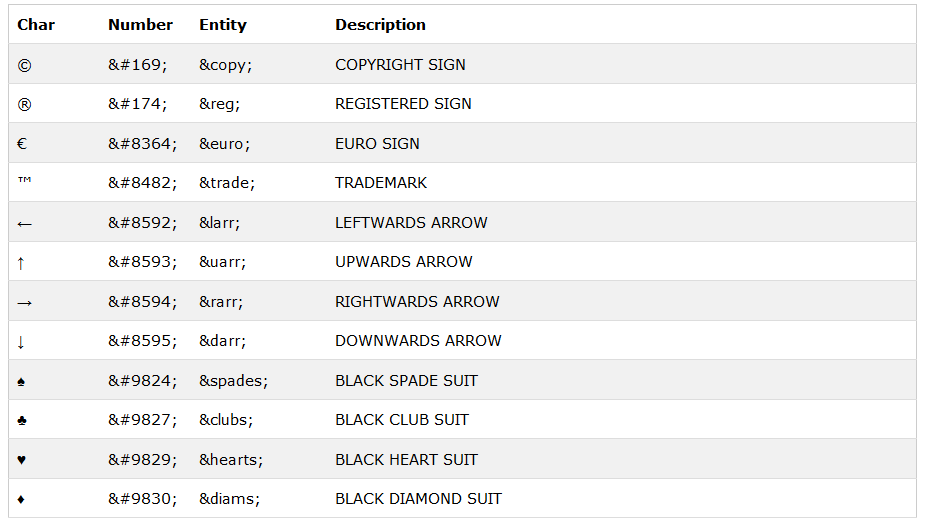 Char Number Entity Description
© &#169; &copy; COPYRIGHT SIGN
® &#174; &reg; REGISTERED SIGN
€ &#8364; &euro; EURO SIGN
™ &#8482; &trade; TRADEMARK
← &#8592; &larr; LEFTWARDS ARROW
↑ &#8593; &uarr; UPWARDS ARROW
→ &#8594; &rarr; RIGHTWARDS ARROW
↓ &#8595; &darr; DOWNWARDS ARROW
♠ &#9824; &spades; BLACK SPADE SUIT
♣ &#9827; &clubs; BLACK CLUB SUIT
♥ &#9829; &hearts; BLACK HEART SUIT
♦ &#9830; &diams; BLACK DIAMOND SUIT